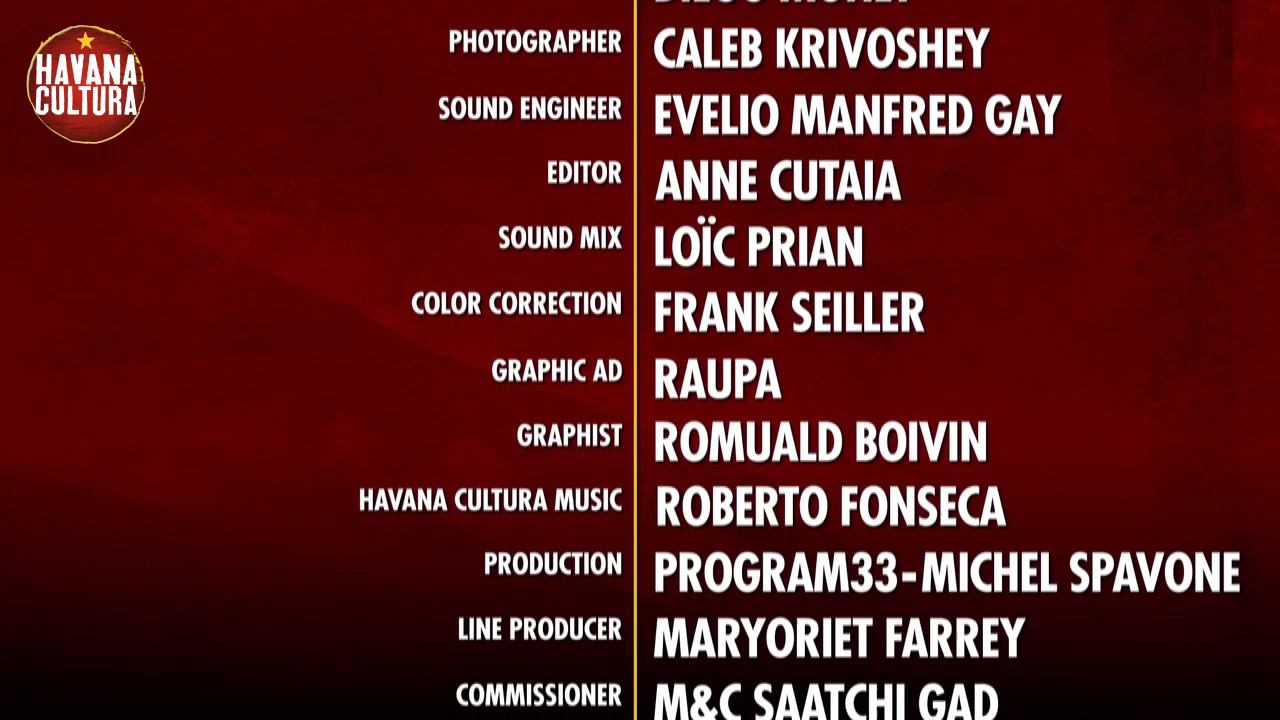 HAVANA
CULTURA
PHOTOGRAPHER CALEB KRIVOSHEY
SOUND ENGINEER EVELIO MANFRED GAY
EDITOR ANNE CUTAIA
SOUND MIX LOÏC PRIAN
COLOR CORRECTION FRANK SEILLER
GRAPHIC AD RAUPA
GRAPHIST ROMUALD BOIVIN
HAVANA CULTURA MUSIC ROBERTO FONSECA
PRODUCTION PROGRAM33-MICHEL SPAVONE
LINE PRODUCER MARYORIET FARREY
COMMISSIONER M&C SAATCHI GAD